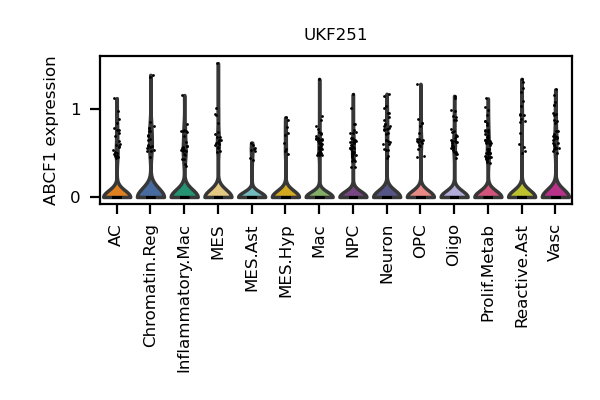 UKF251
ABCF1 expression
1
0
AC
Chromatin.Reg
Inflammatory.Mac
MES
MES.Ast
MES.Hyp
Mac
NPC
Neuron
OPC
Oligo
Prolif.Metab
Reactive.Ast
Vasc